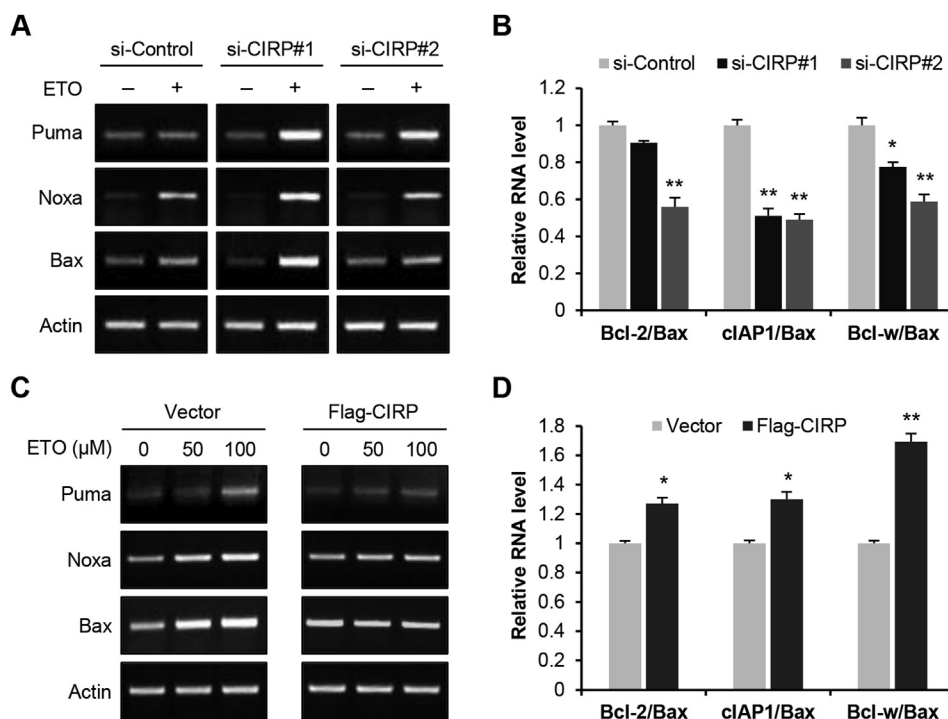 A
si-Control si-CIRP#1 si-CIRP#2
ETO – + – + – +
Puma
Noxa
Bax
Actin
B
si-Control si-CIRP#1 si-CIRP#2
Relative RNA level
1.2
1
0.8
0.6
0.4
0.2
0
** ** ** * **
Bcl-2/Bax cIAP1/Bax Bcl-w/Bax
C
Vector Flag-CIRP
ETO (µM) 0 50 100 0 50 100
Puma
Noxa
Bax
Actin
D
Vector Flag-CIRP
Relative RNA level
1.8
1.6
1.4
1.2
1
0.8
0.6
0.4
0.2
0
* * **
Bcl-2/Bax cIAP1/Bax Bcl-w/Bax